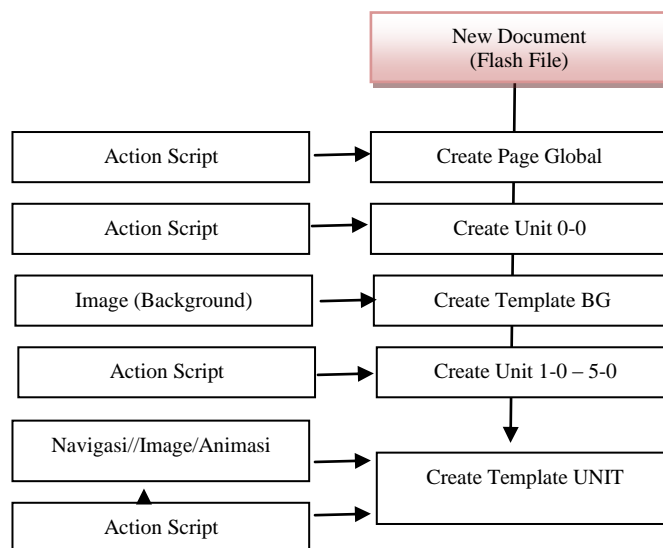 New Document
(Flash File)
Action Script
Create Page Global
Action Script
Create Unit 0-0
Image (Background)
Create Template BG
Action Script
Create Unit 1-0 – 5-0
Navigasi//Image/Animasi
Create Template UNIT
Action Script